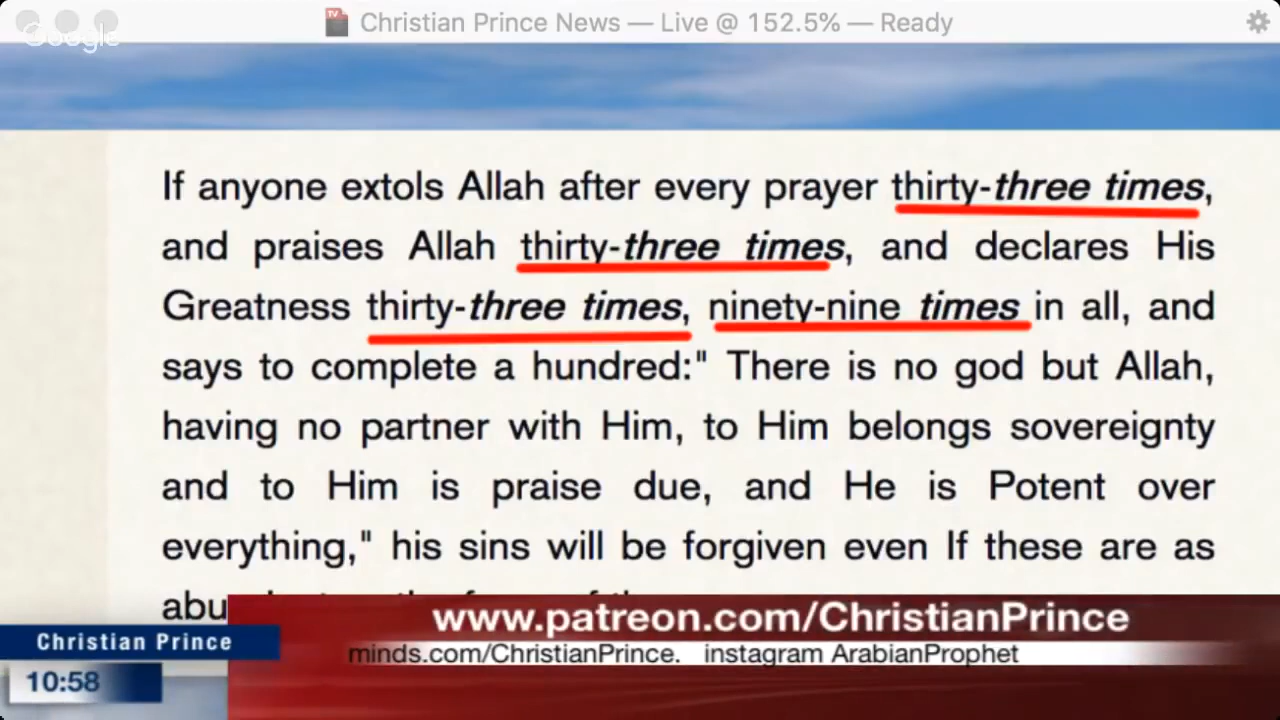 Christian Prince News — Live @ 152.5% — Ready
Google
If anyone extols Allah after every prayer thirty-three times,
and praises Allah thirty-three times, and declares His
Greatness thirty-three times, ninety-nine times in all, and
says to complete a hundred:" There is no god but Allah,
having no partner with Him, to Him belongs sovereignty
and to Him is praise due, and He is Potent over
everything," his sins will be forgiven even If these are as
www.patreon.com/ChristianPrince
Christian Prince
minds.com/ChristianPrince. instagram ArabianProphet
10:58